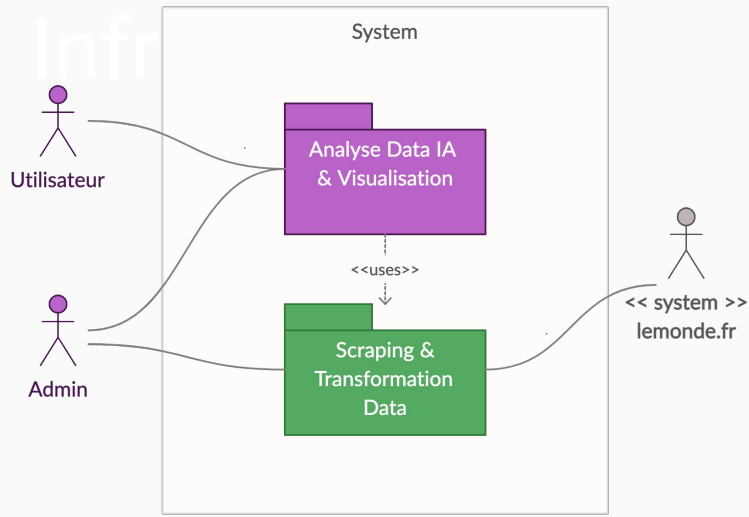 Infr
System
Utilisateur
Analyse Data IA
& Visualisation
<<uses>>
<< system >>
lemonde.fr
Admin
Scraping &
Transformation
Data